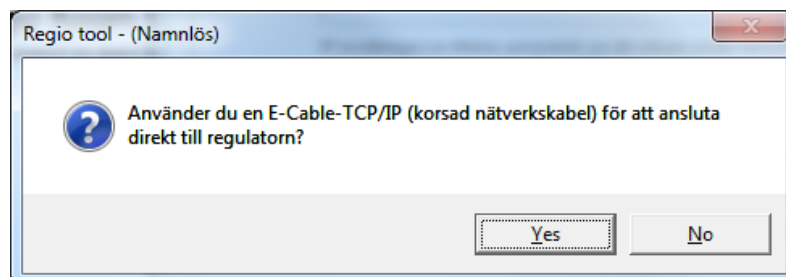 Regio tool - (Namnlös)
Använder du en E-Cable-TCP/IP (korsad nätverkskabel) för att ansluta
direkt till regulatorn?
Yes
No